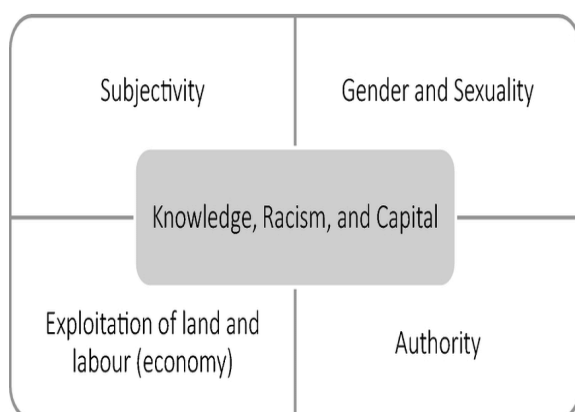 Subjectivity
Gender and Sexuality
Knowledge, Racism, and Capital
Exploitation of land and
labour (economy)
Authority